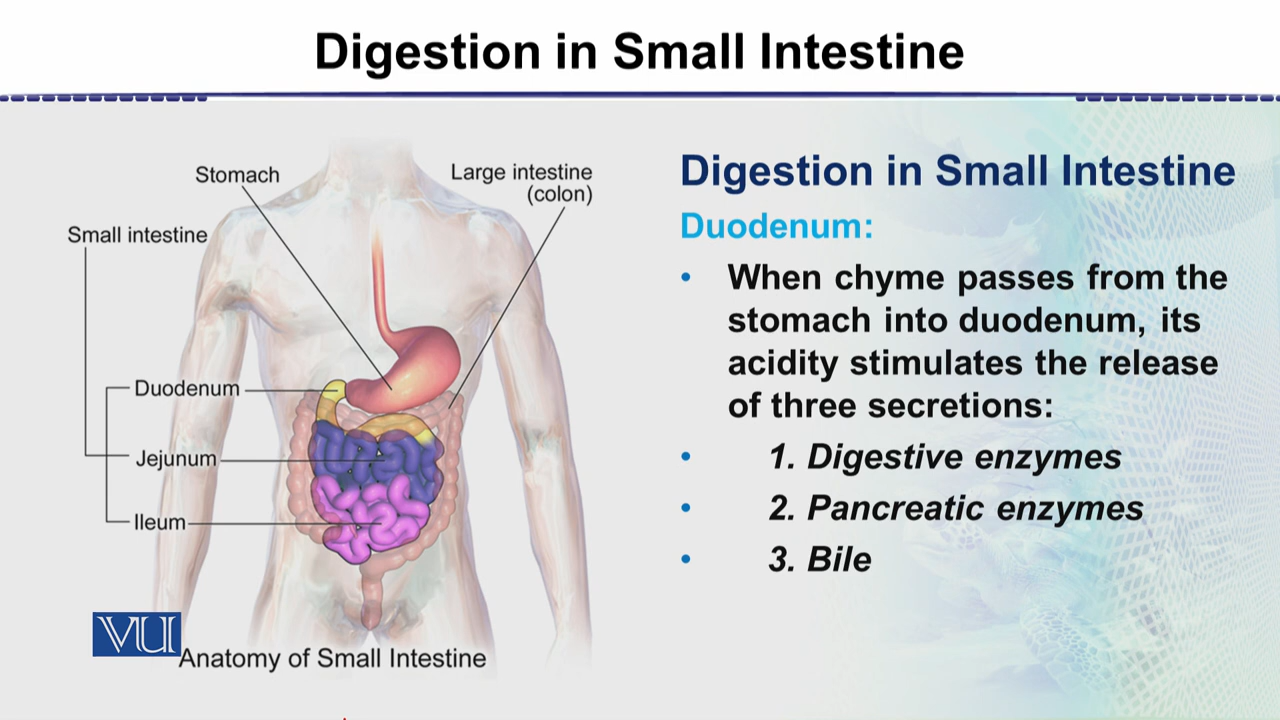 Digestion in Small Intestine
Stomach
Large intestine
(colon)
Small intestine
Duodenum
Jejunum
Ileum
VU
Anatomy of Small Intestine
Digestion in Small Intestine
Duodenum:
• When chyme passes from the
stomach into duodenum, its
acidity stimulates the release
of three secretions:
• 1. Digestive enzymes
• 2. Pancreatic enzymes
• 3. Bile